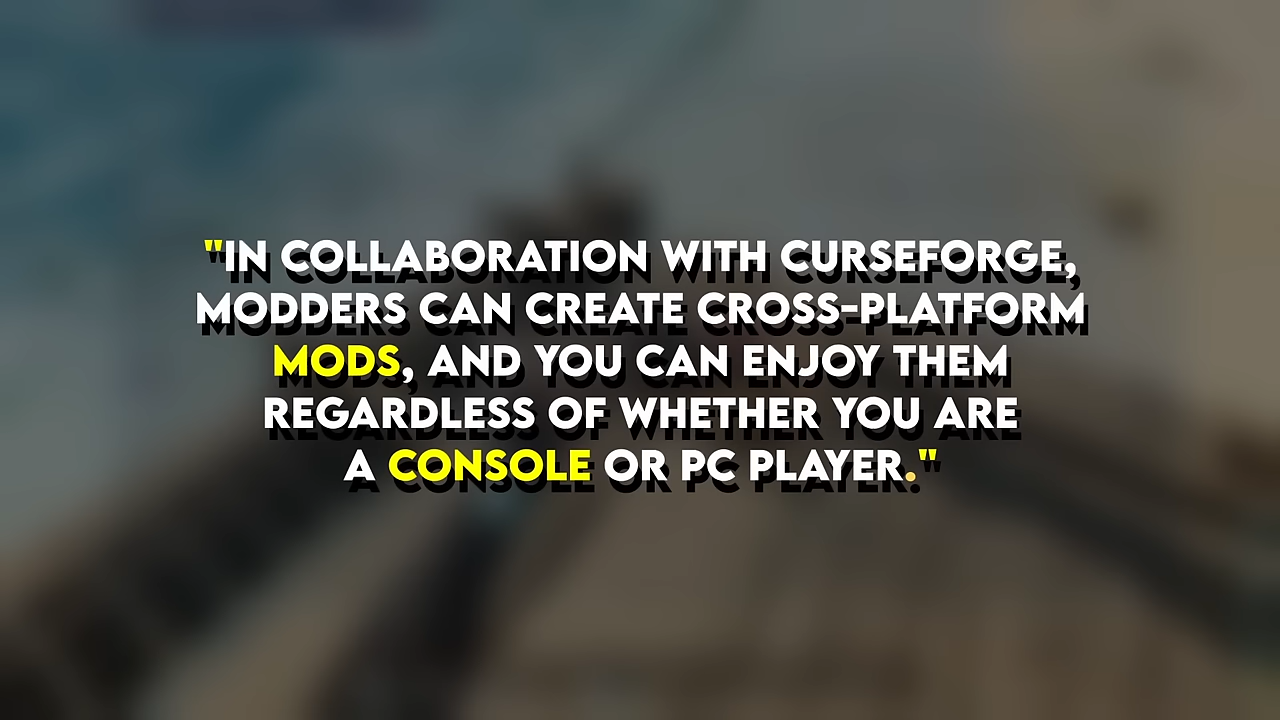 "IN COLLABORATION WITH CURSEFORGE,
MODDERS CAN CREATE CROSS-PLATFORM
MODS, AND YOU CAN ENJOY THEM
REGARDLESS OF WHETHER YOU ARE
A CONSOLE OR PC PLAYER."